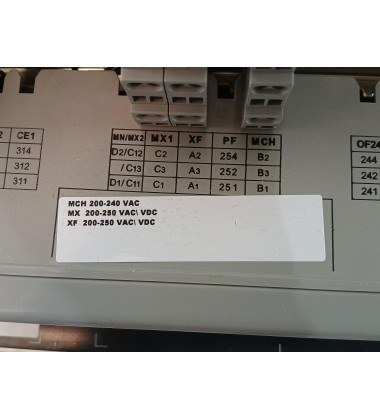 2 CE1 MN/MX2 MX1 XF PF MCH OF24
314 D2/C12 C2 A2 254 B2 244
312 /C13 C3 A3 252 B3 242
311 D1/C11 C1 A1 251 B1 241
MCH 200-240 VAC
MX 200-250 VAC\ VDC
XF 200-250 VAC\ VDC